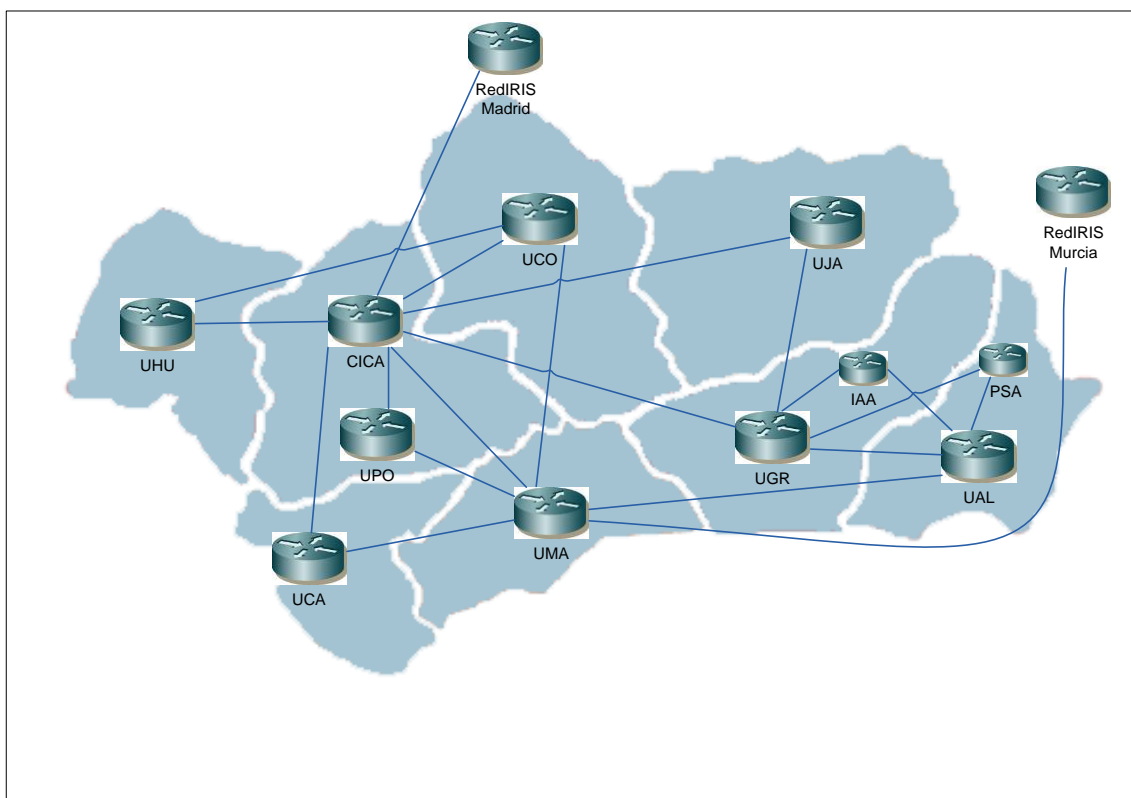 RedIRIS
Madrid
UCO
UJA
RedIRIS
Murcia
UHU
CICA
IAA
PSA
UPO
UGR
UAL
UMA
UCA